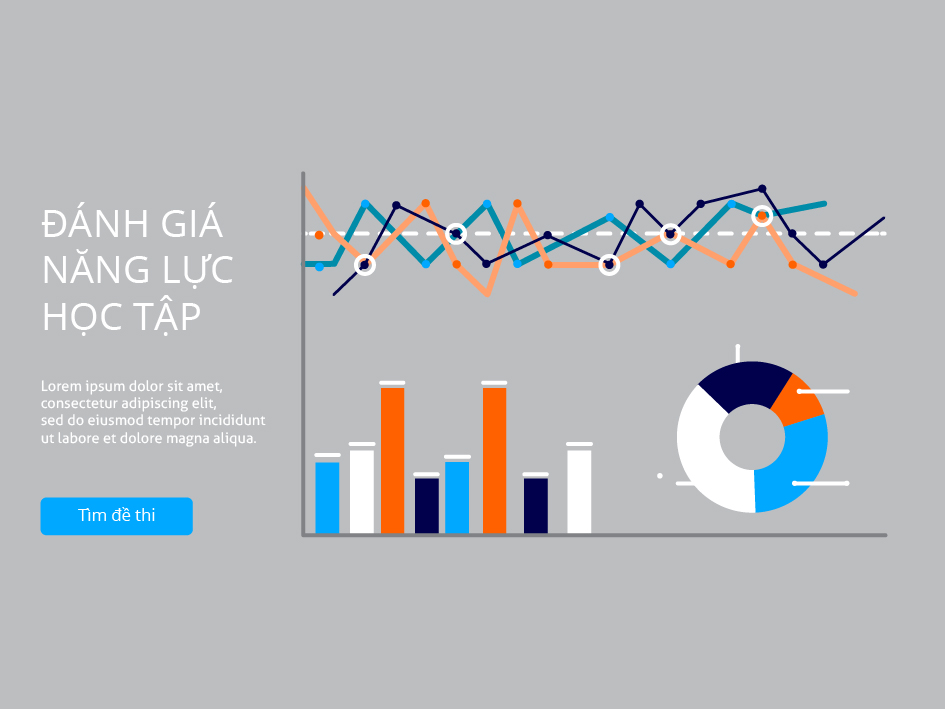 ĐÁNH GIÁ
NĂNG LỰC
HỌC TẬP
Lorem ipsum dolor sit amet,
consectetur adipiscing elit,
sed do eiusmod tempor incididunt
ut labore et dolore magna aliqua.
Tìm đề thi